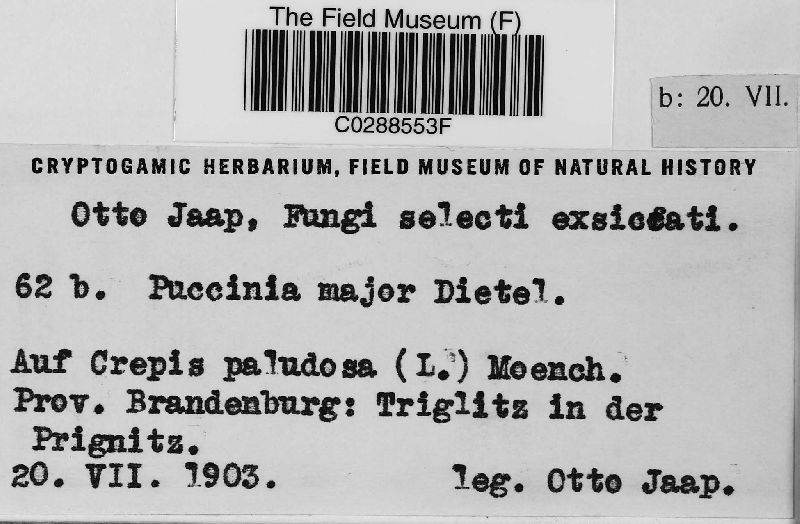 The Field Museum (F)
C0288553F
b: 20. VII.
CRYPTOGAMIC HERBARIUM, FIELD MUSEUM OF NATURAL HISTORY
Otto Jaap, Fungi selecti exsiccati.
62 b. Puccinia major Dietel.
Auf Crepis paludosa (L.) Moench.
Prov. Brandenburg: Triglitz in der
Prignitz.
20. VII. 1903. leg. Otto Jaap.